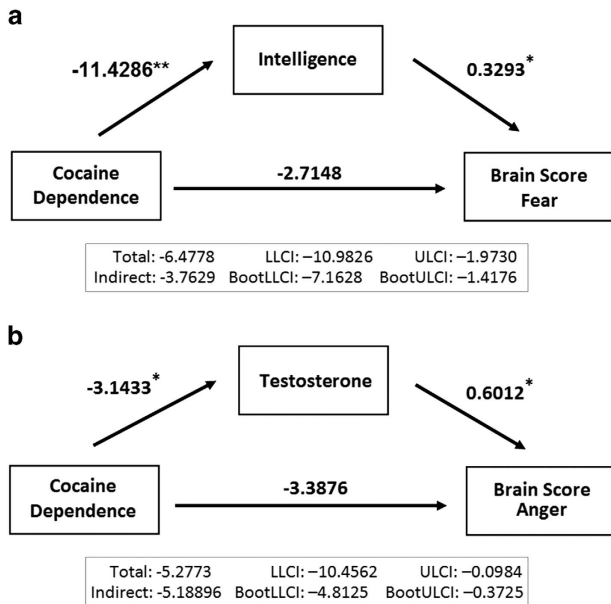 a
-11.4286**
Intelligence
0.3293*
Cocaine
Dependence
-2.7148
Brain Score
Fear
Total: -6.4778 LLCI: –10.9826 ULCI: –1.9730
Indirect: -3.7629 BootLLCI: –7.1628 BootULCI: –1.4176
b
-3.1433*
Testosterone
0.6012*
Cocaine
Dependence
-3.3876
Brain Score
Anger
Total: -5.2773 LLCI: –10.4562 ULCI: –0.0984
Indirect: -5.18896 BootLLCI: –4.8125 BootULCI: –0.3725